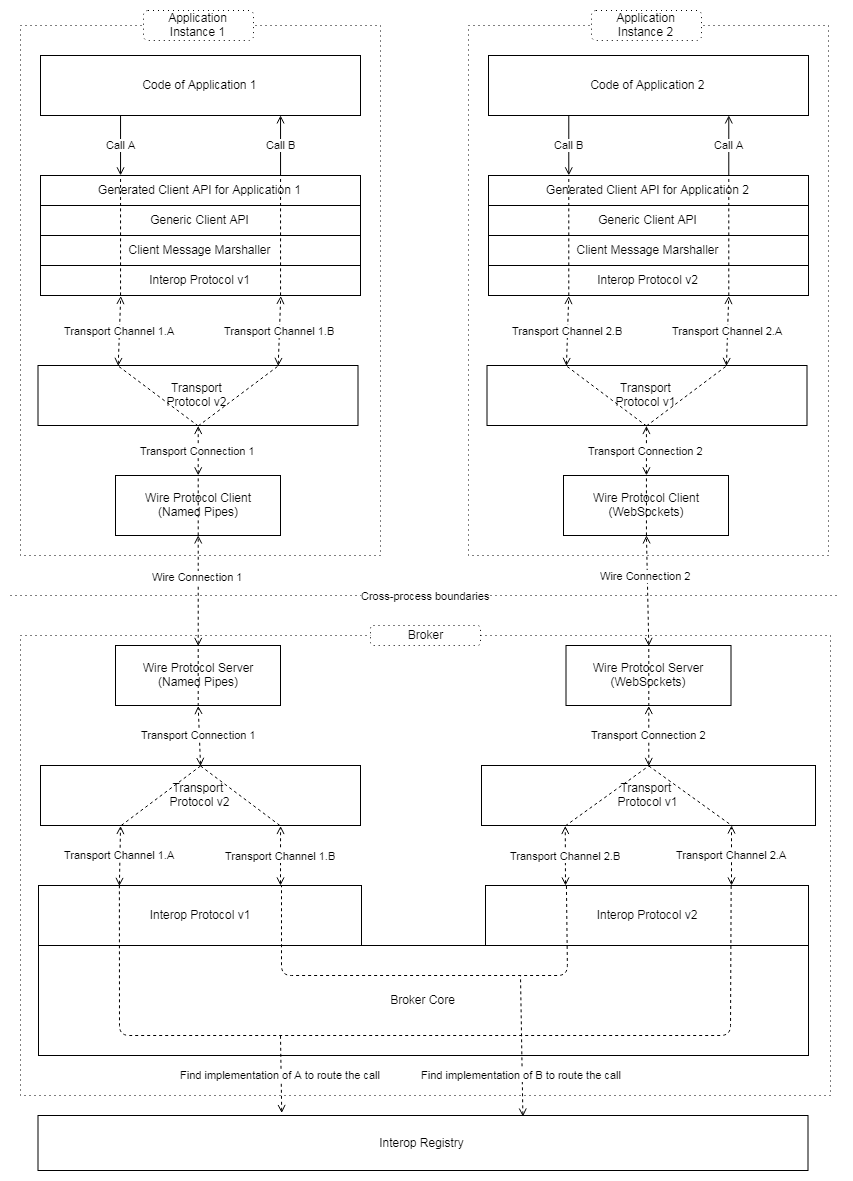 Application
Instance 1
Application
Instance 2
Code of Application 1
Code of Application 2
Call A
Call B
Call B
Call A
Generated Client API for Application 1
Generated Client API for Application 2
Generic Client API
Generic Client API
Client Message Marshaller
Client Message Marshaller
Interop Protocol v1
Interop Protocol v2
Transport Channel 1.A
Transport Channel 1.B
Transport Channel 2.B
Transport Channel 2.A
Transport
Protocol v2
Transport
Protocol v1
Transport Connection 1
Transport Connection 2
Wire Protocol Client
(Named Pipes)
Wire Protocol Client
(WebSockets)
Wire Connection 1
Wire Connection 2
Cross-process boundaries
Broker
Wire Protocol Server
(Named Pipes)
Wire Protocol Server
(WebSockets)
Transport Connection 1
Transport Connection 2
Transport
Protocol v2
Transport
Protocol v1
Transport Channel 1.A
Transport Channel 1.B
Transport Channel 2.B
Transport Channel 2.A
Interop Protocol v1
Interop Protocol v2
Broker Core
Find implementation of A to route the call
Find implementation of B to route the call
Interop Registry